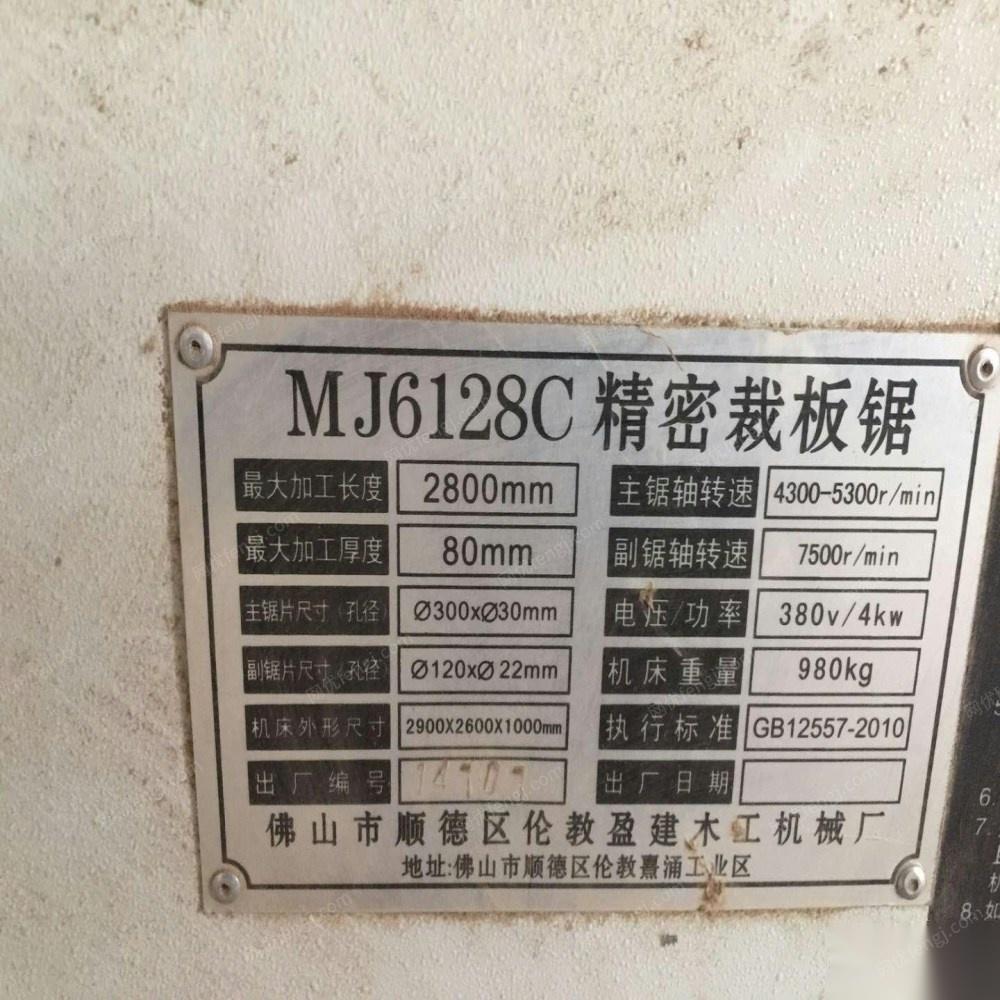 MJ6128C 精密裁板锯
最大加工长度 2800mm 主锯轴转速 4300-5300r/min
最大加工厚度 80mm 副锯轴转速 7500r/min
主锯片尺寸(孔径) Ø300xØ30mm 电压/功率 380v/4kw
副锯片尺寸(孔径) Ø120xØ22mm 机床重量 980kg
机床外形尺寸 2900X2600X1000mm 执行标准 GB12557-2010
出厂编号 出厂日期
佛山市顺德区伦教盈建木工机械厂
地址:佛山市顺德区伦教熹涌工业区
6.
7.
8.如